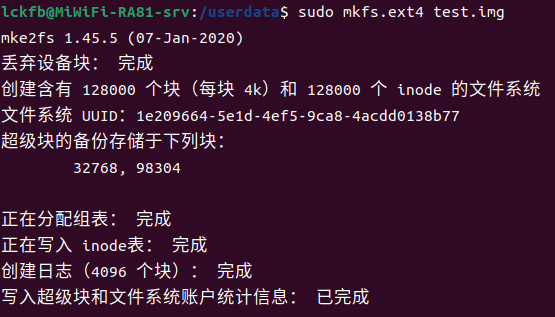 lckfb@MiWiFi-RA81-srv:/userdata$ sudo mkfs.ext4 test.img
mke2fs 1.45.5 (07-Jan-2020)
丢弃设备块： 完成
创建含有 128000 个块（每块 4k）和 128000 个 inode 的文件系统
文件系统 UUID：1e209664-5e1d-4ef5-9ca8-4acdd0138b77
超级块的备份存储于下列块：
32768, 98304
正在分配组表： 完成
正在写入 inode表： 完成
创建日志（4096 个块）： 完成
写入超级块和文件系统账户统计信息： 已完成